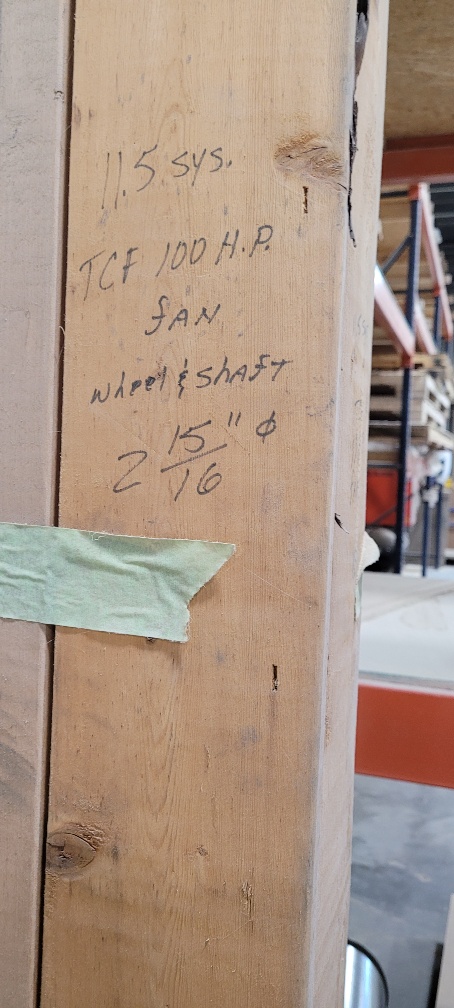 11.5 sys.
TCF 100 H.P.
fAN
wheel & shAfT
2 15/16" ϕ